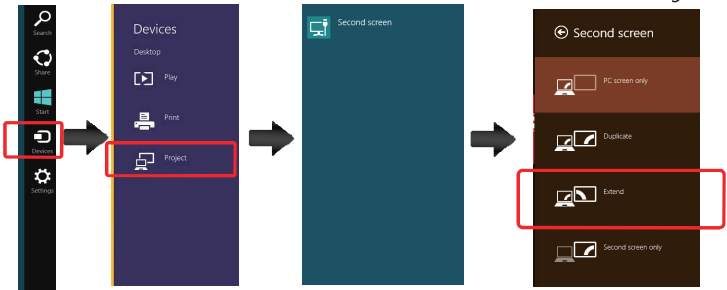 Search
Share
Start
Devices
Settings
Devices
Desktop
Play
Print
Project
Second screen
Second screen
PC screen only
Duplicate
Extend
Second screen only